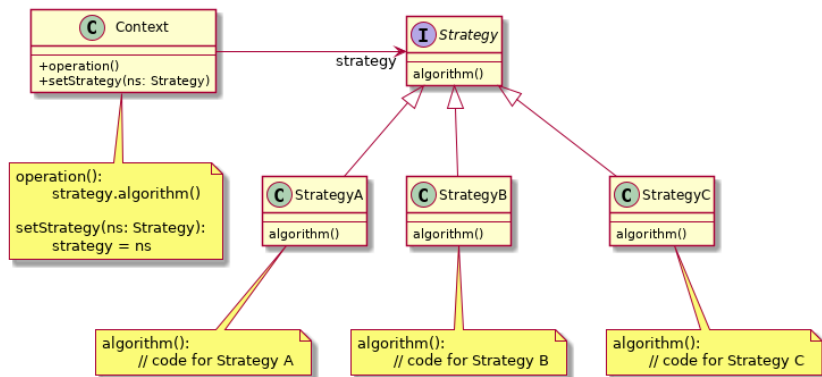 C Context
+operation()
+setStrategy(ns: Strategy)
strategy
I Strategy
algorithm()
operation():
strategy.algorithm()
setStrategy(ns: Strategy):
strategy = ns
C StrategyA
algorithm()
C StrategyB
algorithm()
C StrategyC
algorithm()
algorithm():
// code for Strategy A
algorithm():
// code for Strategy B
algorithm():
// code for Strategy C